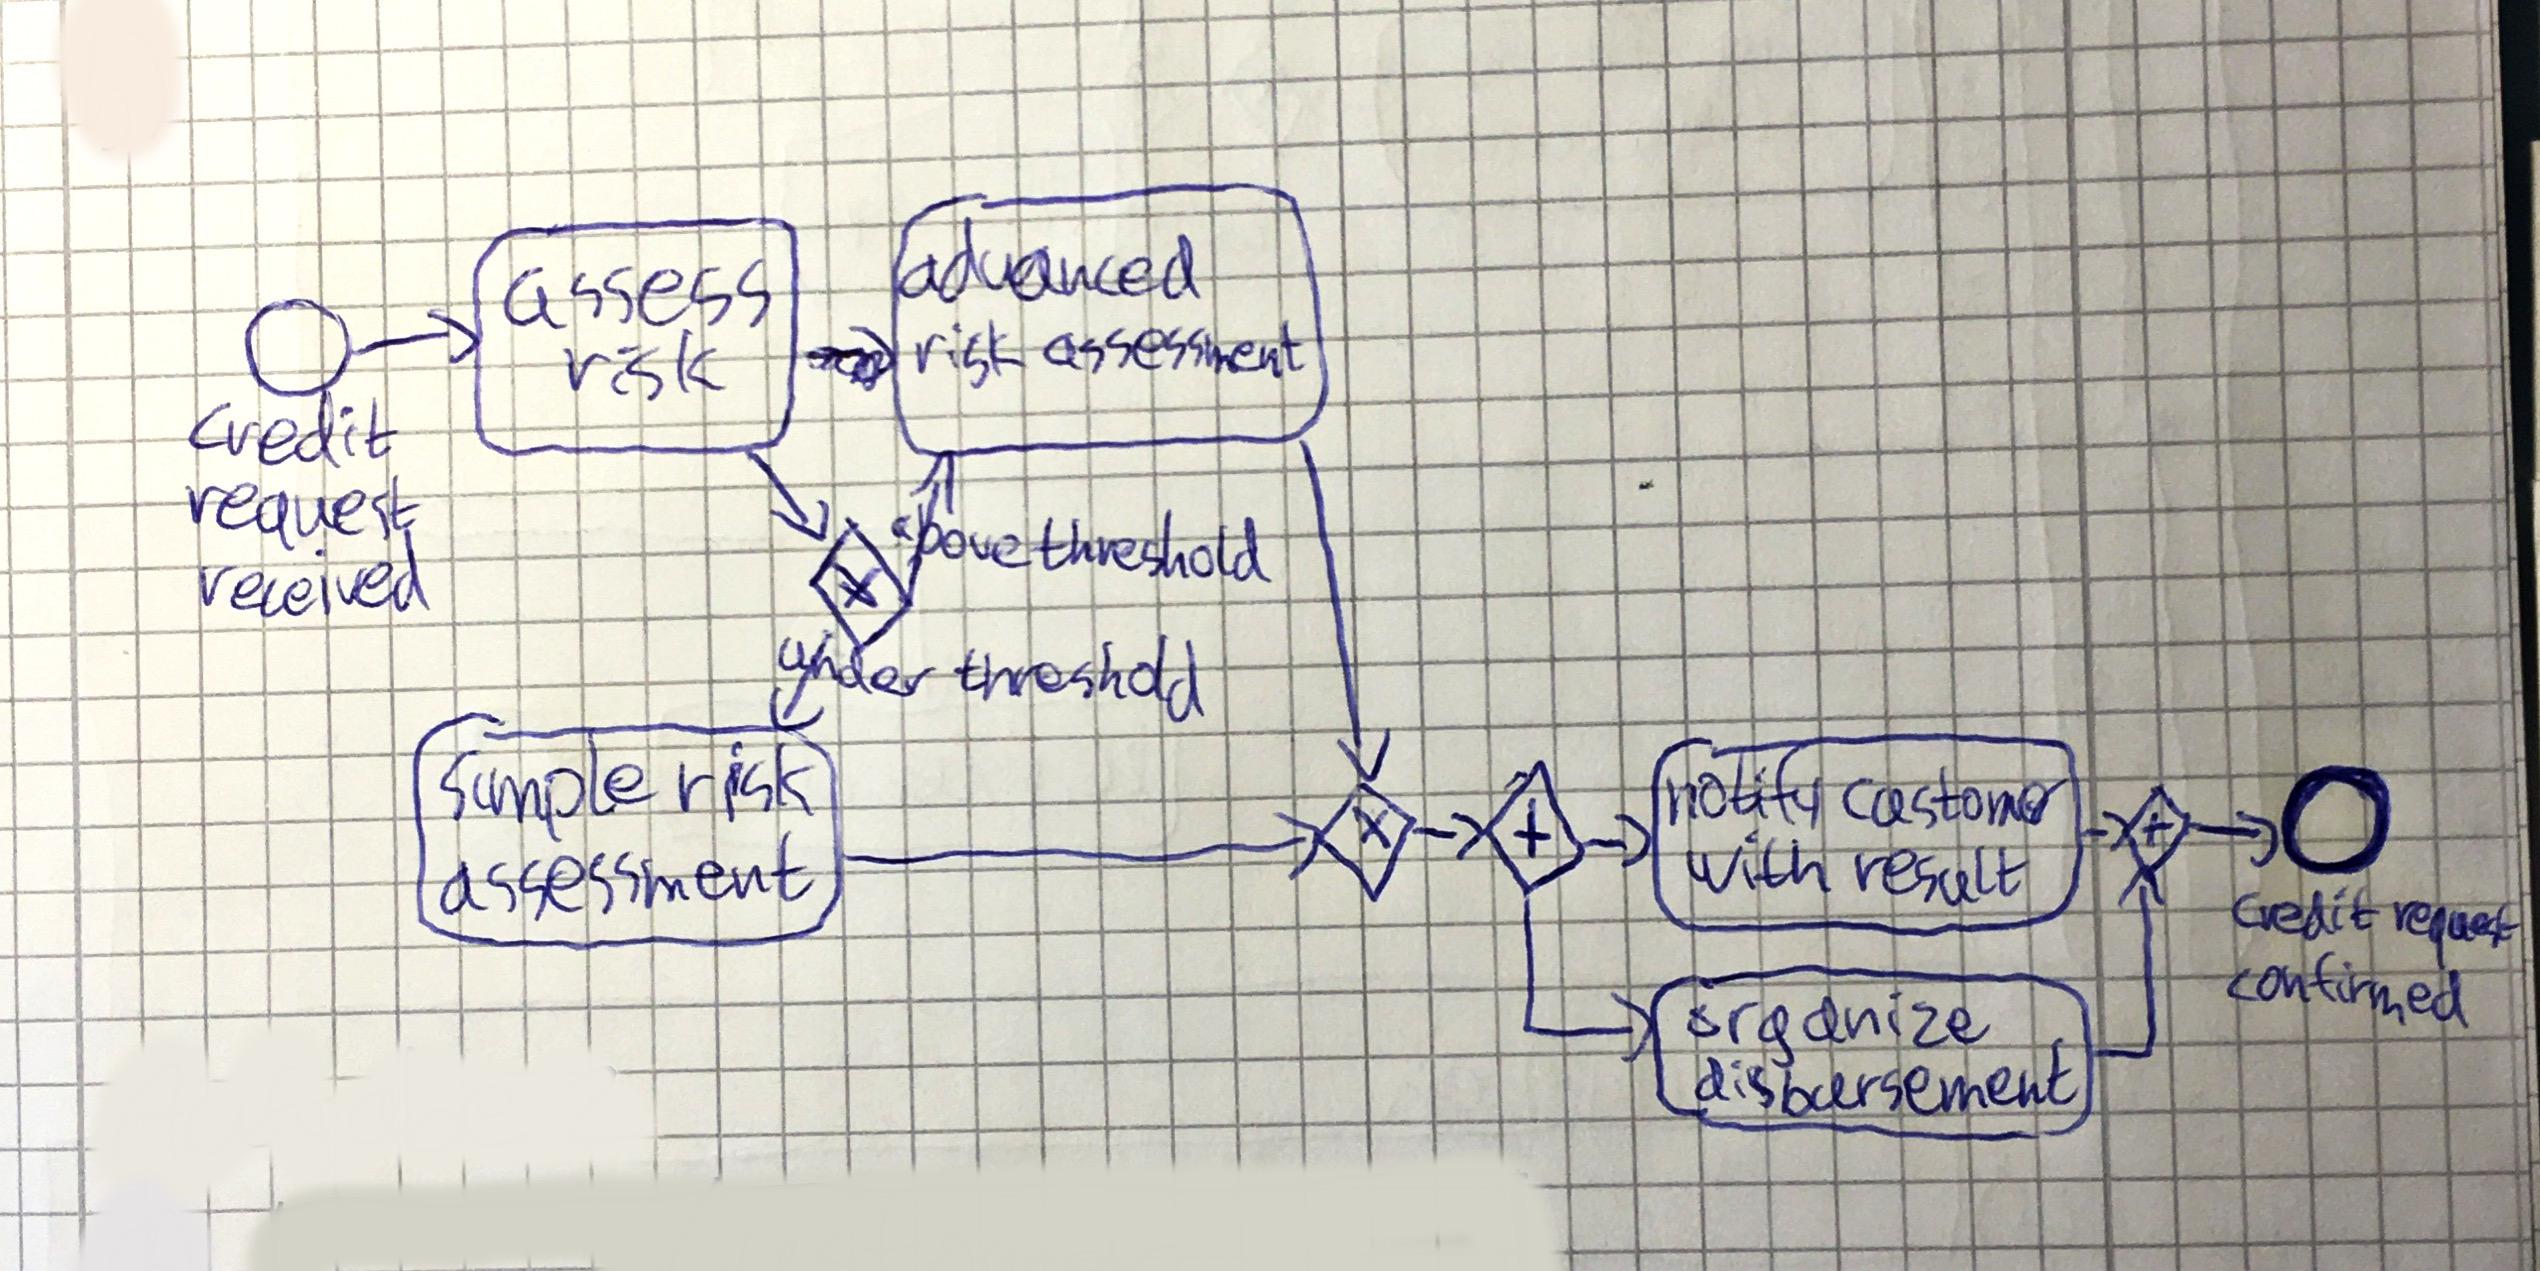 assess
risk
advanced
risk assessment
credit
request
received
above threshold
under threshold
simple risk
assessment
notify customer
with result
organize
disbursement
credit request
confirmed